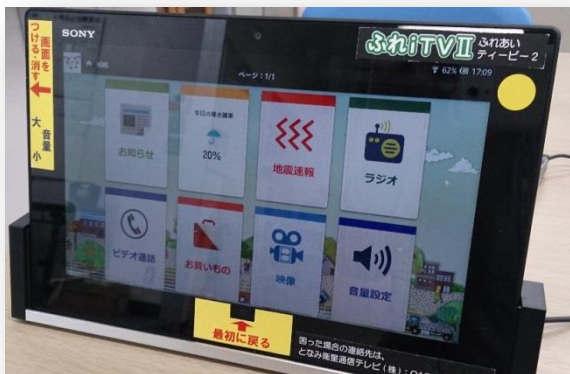 SONY
画面を
つける・消す
大 音量 小
ふれiTVⅡ
ふれあい
ティービー2
ページ:1/1
62% 17:09
お知らせ
今日の降水確率
20%
地震速報
ラジオ
ビデオ通話
お買いもの
映像
音量設定
最初に戻る
困った場合の連絡先は、
となみ衛星通信テレビ(株):